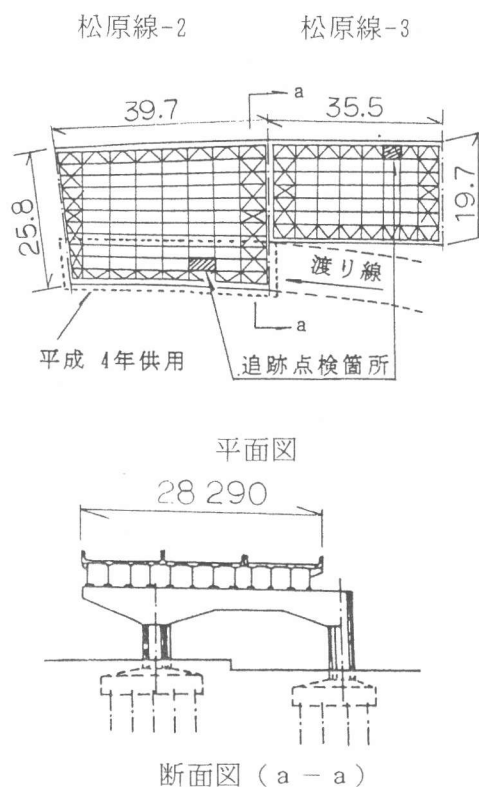 松原線-2 松原線-3
a
39.7 35.5
25.8
19.7
渡り線
a
平成 4年供用
追跡点検箇所
平面図
28 290
断面図 (a - a)